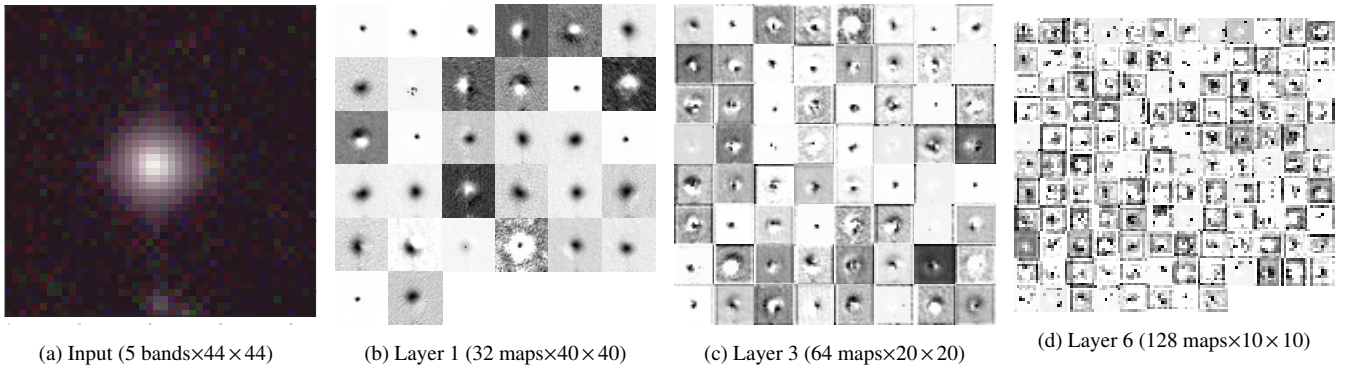 (a) Input (5 bands×44×44)
(b) Layer 1 (32 maps×40×40)
(c) Layer 3 (64 maps×20×20)
(d) Layer 6 (128 maps×10×10)